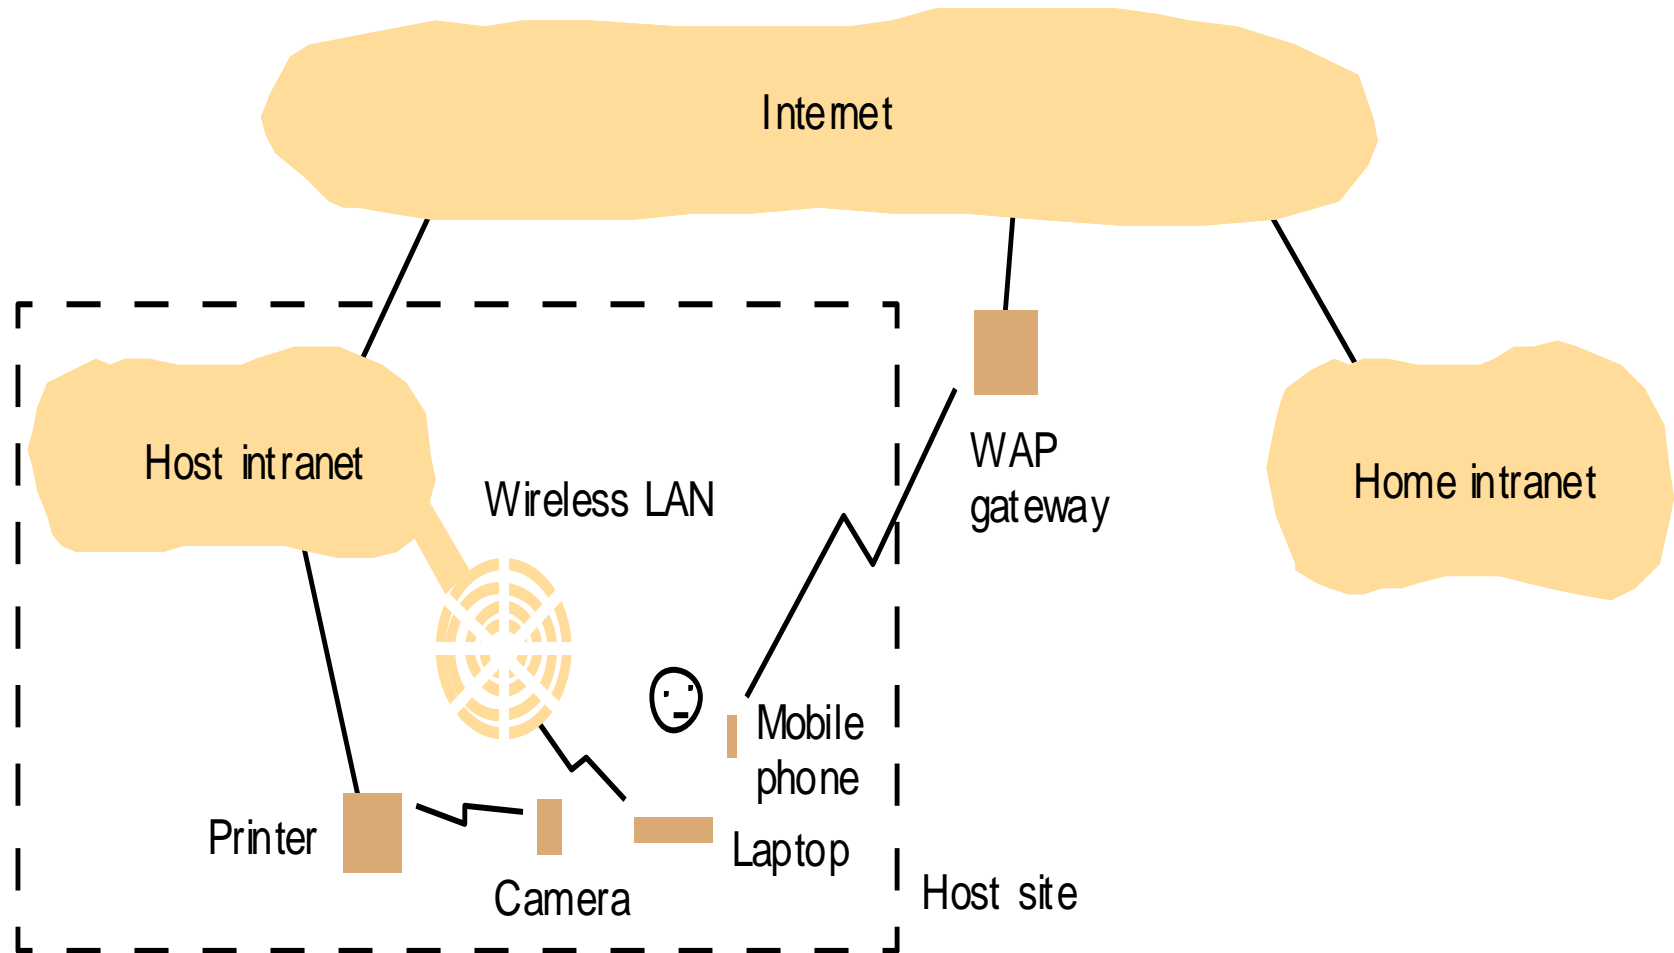 Internet
Host intranet
Wireless LAN
WAP
gateway
Home intranet
Mobile
phone
Printer
Laptop
Camera
Host site